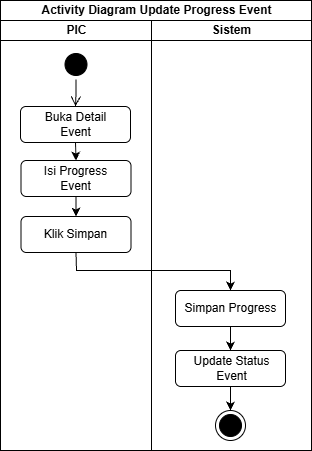 Activity Diagram Update Progress Event
PIC
Sistem
Buka Detail
Event
Isi Progress
Event
Klik Simpan
Simpan Progress
Update Status
Event